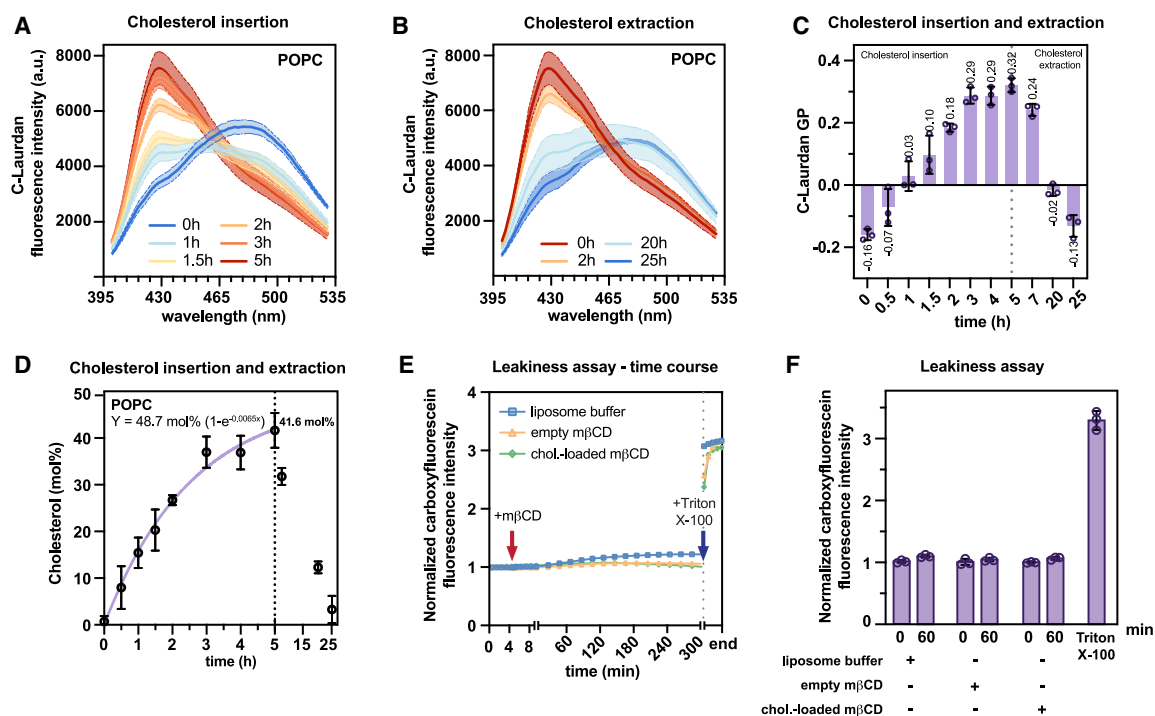 A
Cholesterol insertion
C-Laurdan
fluorescence intensity (a.u.)
8000
6000
4000
2000
POPC
0h
1h
1.5h
2h
3h
5h
395
430
465
500
535
wavelength (nm)
B
Cholesterol extraction
C-Laurdan
fluorescence intensity (a.u.)
8000
6000
4000
2000
POPC
0h
2h
20h
25h
395
430
465
500
535
wavelength (nm)
C
Cholesterol insertion and extraction
Cholesterol insertion
Cholesterol
extraction
C-Laurdan GP
0.4
0.2
0.0
-0.2
-0.16
-0.07
0.03
0.10
0.18
0.29
0.29
0.32
0.24
-0.02
-0.13
0
0.5
1
1.5
2
3
4
5
7
20
25
time (h)
D
Cholesterol insertion and extraction
Cholesterol (mol%)
50
40
30
20
10
0
POPC
Y = 48.7 mol% (1-e-0.0065x)
41.6 mol%
0
1
2
3
4
5
15
25
time (h)
E
Leakiness assay - time course
Normalized carboxyfluorescein
fluorescence intensity
4
3
2
1
0
liposome buffer
empty mβCD
chol.-loaded mβCD
+mβCD
+Triton
X-100
0
4
8
60
120
180
240
300
end
time (min)
F
Leakiness assay
Normalized carboxyfluorescein
fluorescence intensity
3
2
1
0
0
60
0
60
0
60
Triton
X-100
min
liposome buffer + - -
empty mβCD - + -
chol.-loaded mβCD - - +